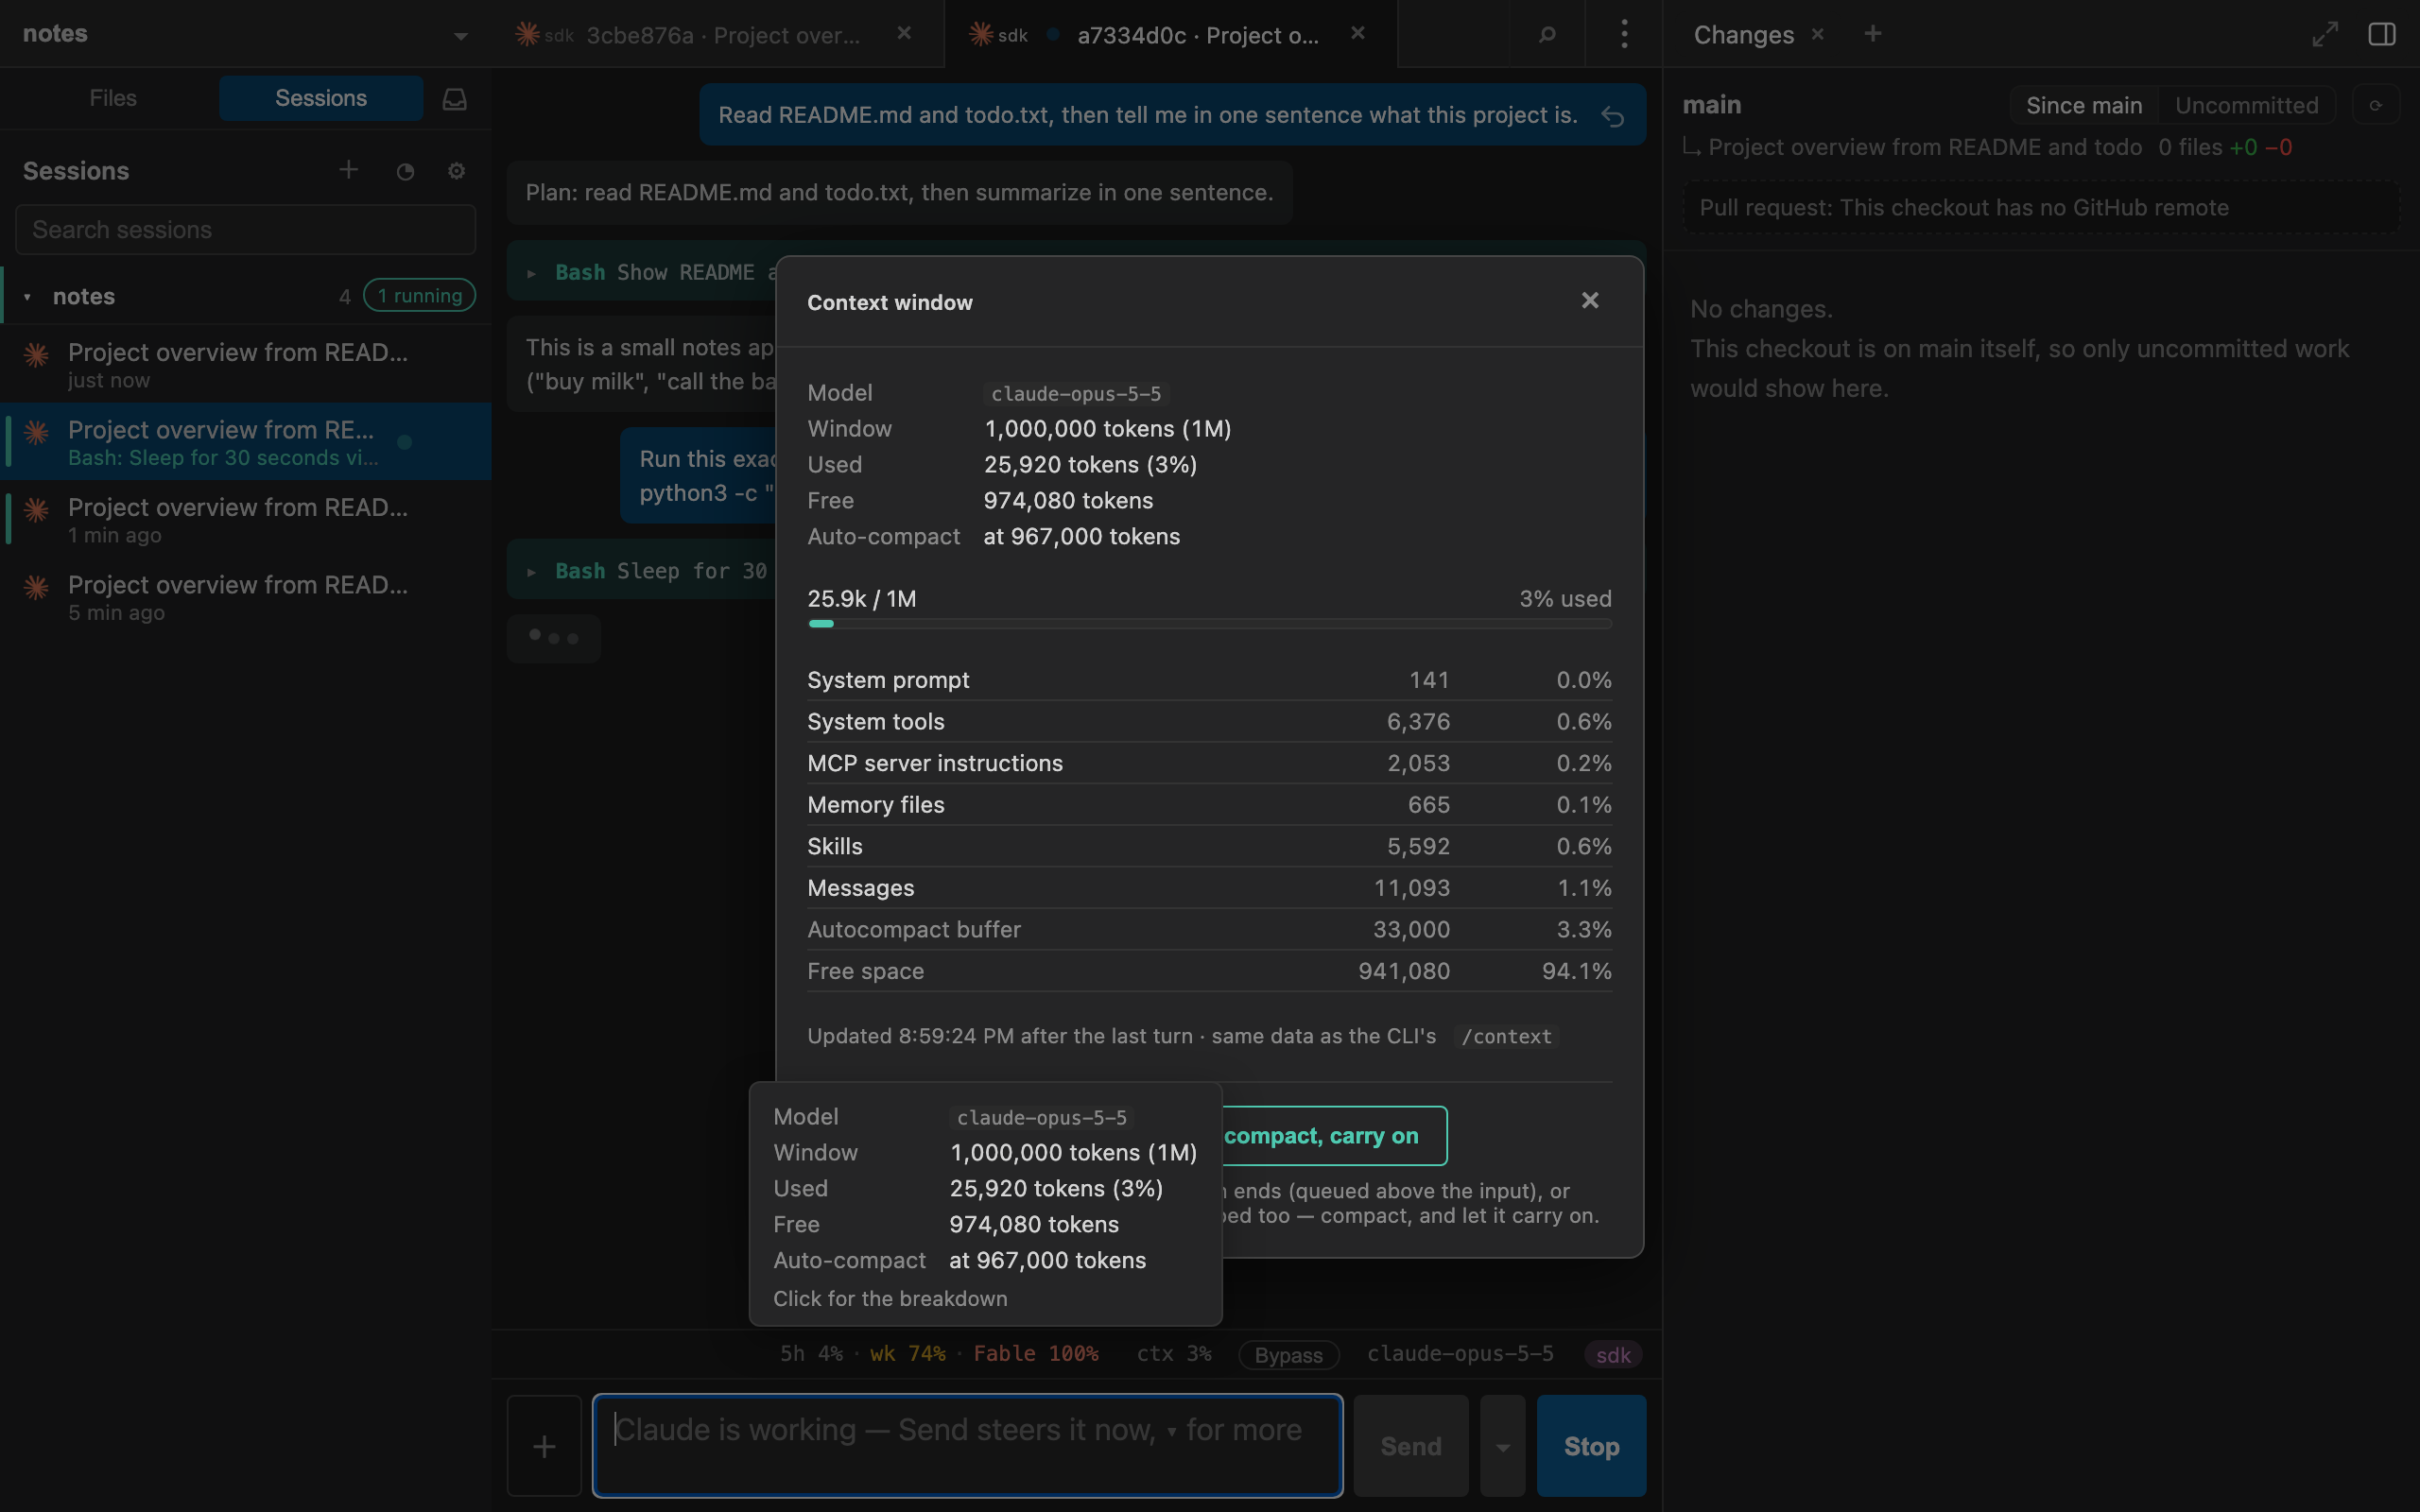 notes
Files
Sessions
Sessions
Search sessions
notes
4
1 running
Project overview from READ...
just now
Project overview from RE...
Bash: Sleep for 30 seconds vi...
Project overview from READ...
1 min ago
Project overview from READ...
5 min ago
sdk 3cbe876a · Project over...
sdk a7334d0c · Project o...
Read README.md and todo.txt, then tell me in one sentence what this project is.
Plan: read README.md and todo.txt, then summarize in one sentence.
Bash Show README
This is a small notes
("buy milk", "call the
Run this
python3 -c "
Bash Sleep for 30
Context window
Model claude-opus-5-5
Window 1,000,000 tokens (1M)
Used 25,920 tokens (3%)
Free 974,080 tokens
Auto-compact at 967,000 tokens
25.9k / 1M 3% used
System prompt 141 0.0%
System tools 6,376 0.6%
MCP server instructions 2,053 0.2%
Memory files 665 0.1%
Skills 5,592 0.6%
Messages 11,093 1.1%
Autocompact buffer 33,000 3.3%
Free space 941,080 94.1%
Updated 8:59:24 PM after the last turn · same data as the CLI's /context
compact, carry on
ends (queued above the input), or
too — compact, and let it carry on.
Model claude-opus-5-5
Window 1,000,000 tokens (1M)
Used 25,920 tokens (3%)
Free 974,080 tokens
Auto-compact at 967,000 tokens
Click for the breakdown
5h 4% · wk 74% · Fable 100% ctx 3% Bypass claude-opus-5-5 sdk
Claude is working — Send steers it now, ▾ for more
Send
Stop
Changes
main
Since main
Uncommitted
Project overview from README and todo 0 files +0 −0
Pull request: This checkout has no GitHub remote
No changes.
This checkout is on main itself, so only uncommitted work
would show here.